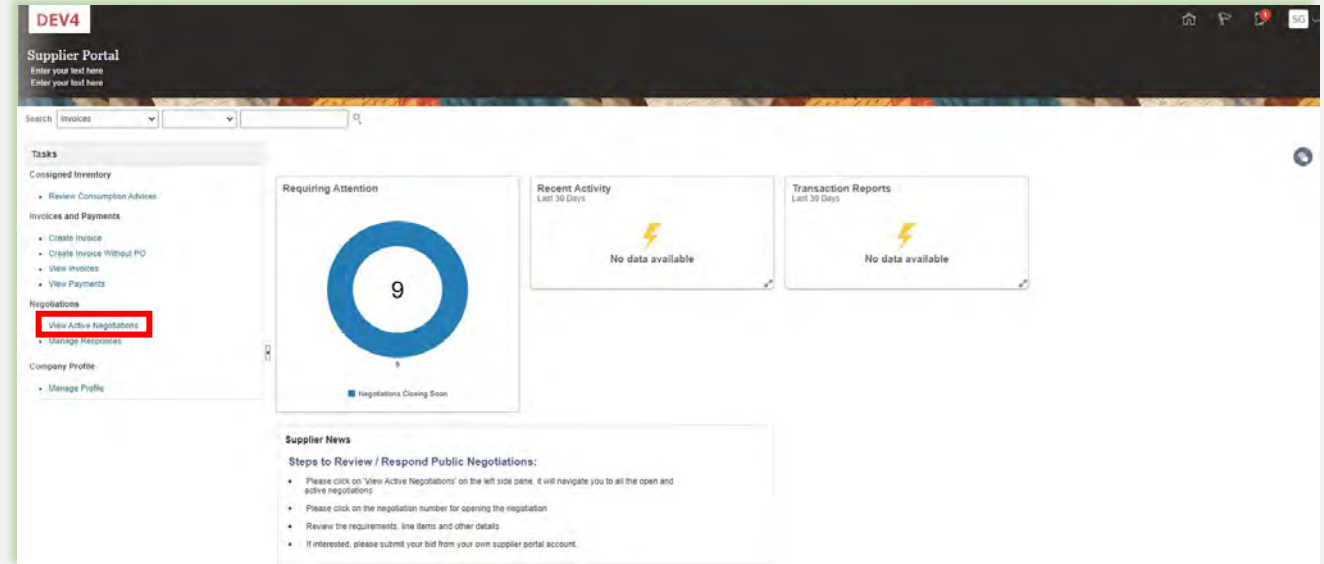 DEV4
1
SG
Supplier Portal
Enter your text here
Enter your text here
Search Invoices
Tasks
Consigned Inventory
• Review Consumption Advices
Invoices and Payments
• Create Invoice
• Create Invoice Without PO
• View Invoices
• View Payments
Negotiations
View Active Negotiations
• Manage Responses
Company Profile
• Manage Profile
Requiring Attention
9
9
Negotiations Closing Soon
Recent Activity
Last 30 Days
No data available
Transaction Reports
Last 30 Days
No data available
Supplier News
Steps to Review / Respond Public Negotiations:
• Please click on 'View Active Negotiations' on the left side pane, it will navigate you to all the open and
active negotiations
• Please click on the negotiation number for opening the negotiation
• Review the requirements, line items and other details
• If interested, please submit your bid from your own supplier portal account.